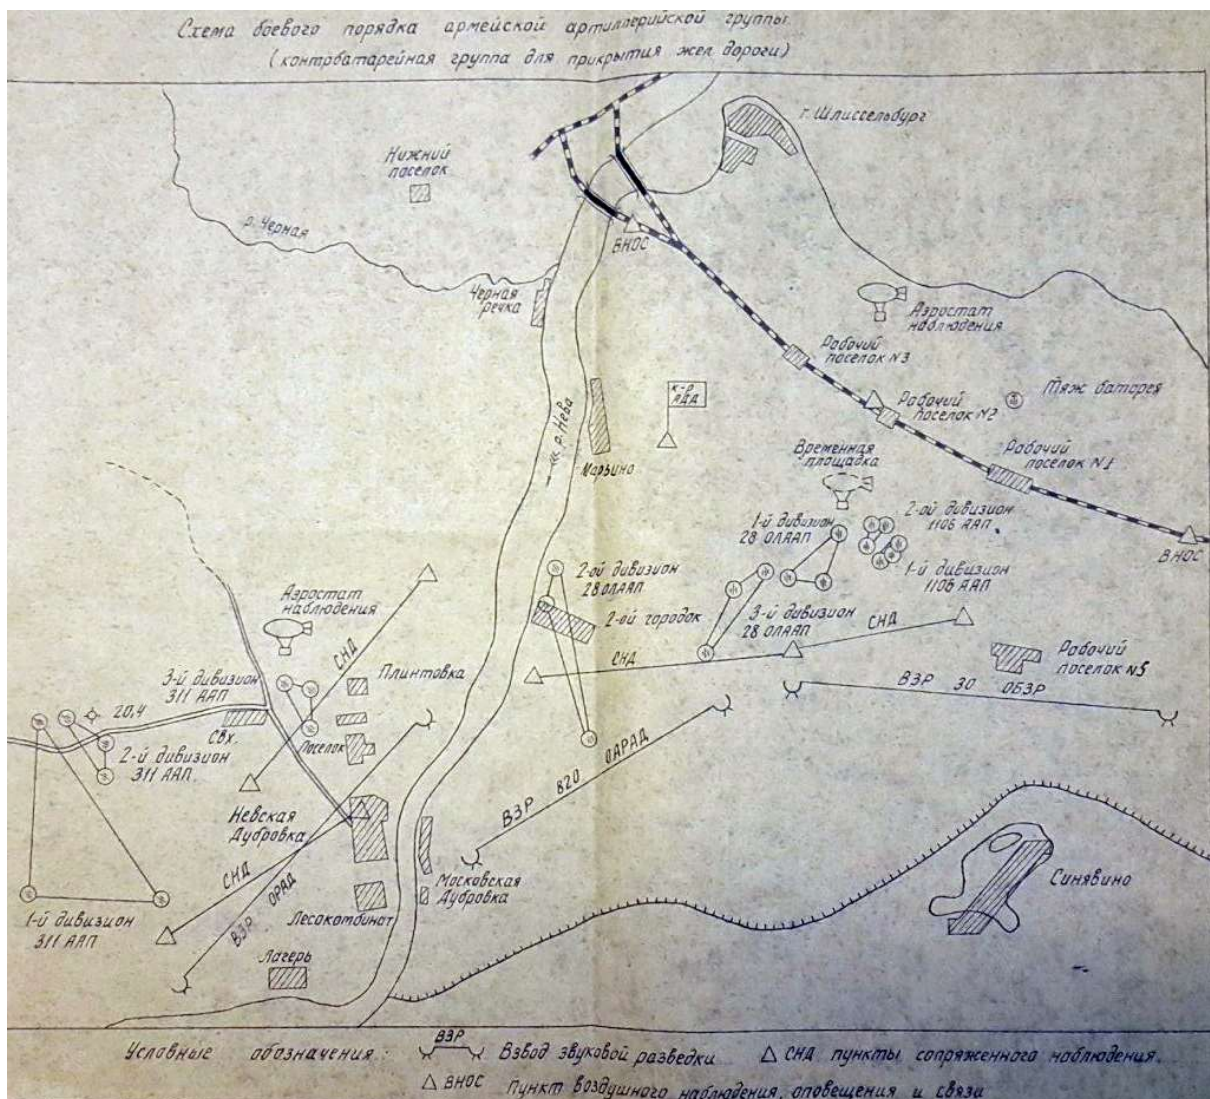 Схема боевого порядка армейской артиллерийской группы.
(контрбатарейная группа для прикрытия жел дороги)
г. Шлиссельбург
Нижний
поселок
р. Черная
ВНОС
Черная
речка
Аэростат
наблюдения
Рабочий
поселок N3
к-р
АДД
Рабочий
поселок N2
Тяж батарея
р. Нева
Марьино
Временная
площадка
Рабочий
поселок N1
1-й дивизион
28 ОЛААП
2-ой дивизион
1106 ААП
ВНОС
2-ой дивизион
28 ОЛААП
1-й дивизион
1106 ААП
Аэростат
наблюдения
2-ой городок
3-й дивизион
28 ОЛААП
СНД
СНД
СНД
Рабочий
поселок N5
3-й дивизион
311 ААП
Плинтовка
ВЗР 30 ОБЗР
20,4
Свх.
Поселок
2-й дивизион
311 ААП.
ВЗР 820 ОАРАД
Невская
Дубровка
СНД
ВЗР ОРАД
Московская
Дубровка
Синявино
1-й дивизион
311 ААП
Лесокомбинат
Лагерь
Условные обозначения:
ВЗР
Взвод звуковой разведки
СНД пункты сопряженного наблюдения.
ВНОС пункт воздушного наблюдения, оповещения и связи